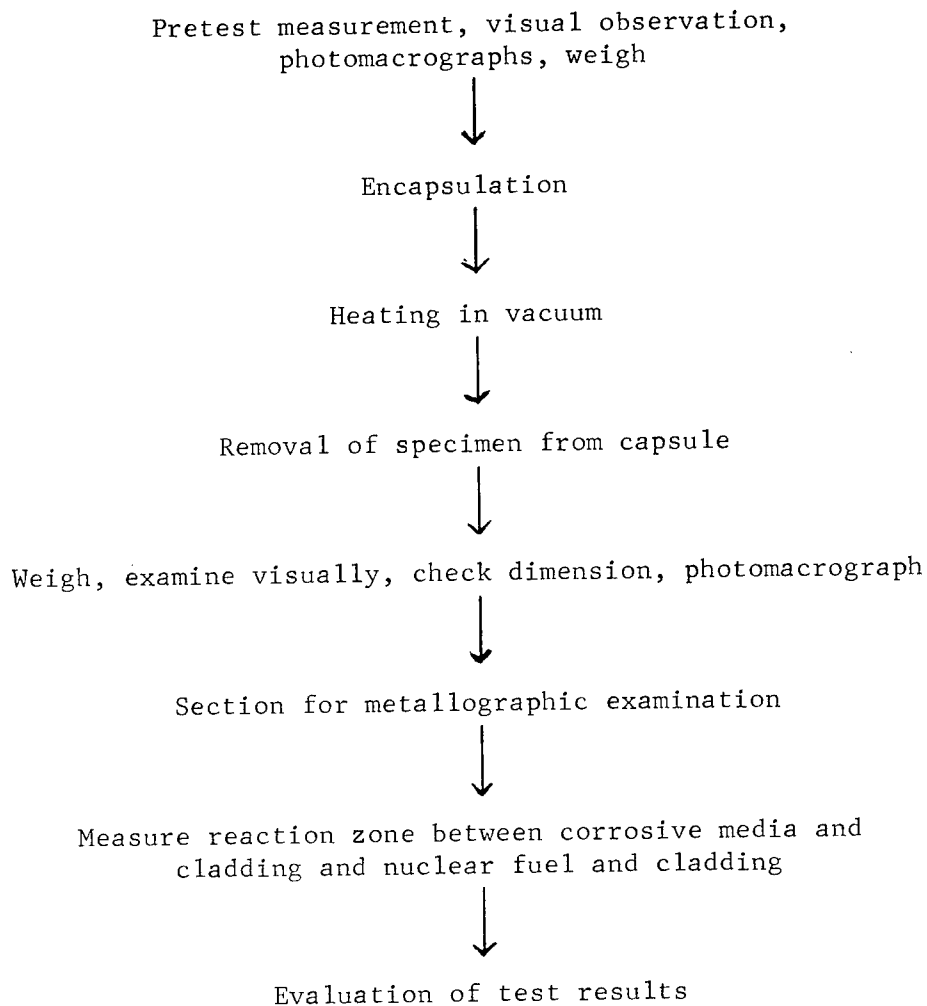 Pretest measurement, visual observation,
photomacrographs, weigh
Encapsulation
Heating in vacuum
Removal of specimen from capsule
Weigh, examine visually, check dimension, photomacrograph
Section for metallographic examination
Measure reaction zone between corrosive media and
cladding and nuclear fuel and cladding
Evaluation of test results